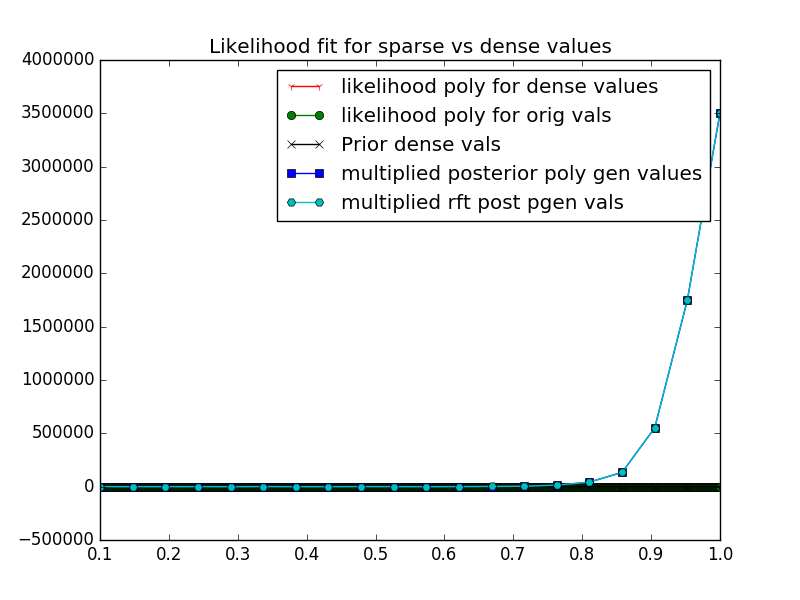 Likelihood fit for sparse vs dense values
4000000
3500000
3000000
2500000
2000000
1500000
1000000
500000
0
−500000
likelihood poly for dense values
likelihood poly for orig vals
Prior dense vals
multiplied posterior poly gen values
multiplied rft post pgen vals
0.1 0.2 0.3 0.4 0.5 0.6 0.7 0.8 0.9 1.0